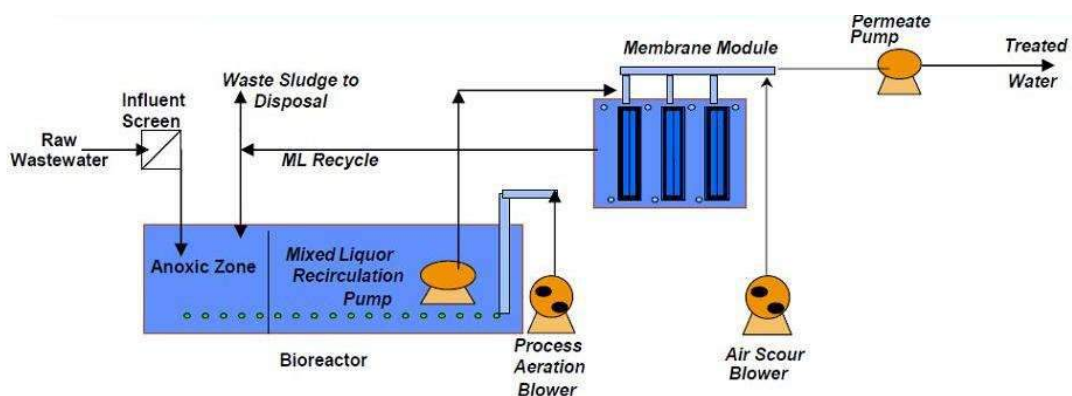 Permeate
Pump
Treated
Water
Membrane Module
Waste Sludge to
Disposal
Influent
Screen
Raw
Wastewater
ML Recycle
Anoxic Zone
Mixed Liquor
Recirculation
Pump
Bioreactor
Process
Aeration
Blower
Air Scour
Blower